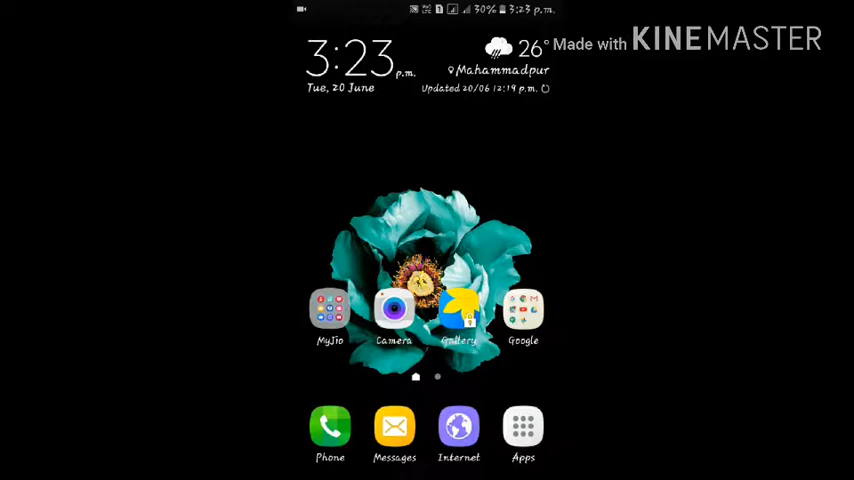 30% 3:23 p.m.
Made with KINEMASTER
3:23 p.m.
26°
Mahammadpur
Tue, 20 June
Updated 20/06 12:19 p.m.
MyJio
Camera
Gallery
Google
Phone
Messages
Internet
Apps